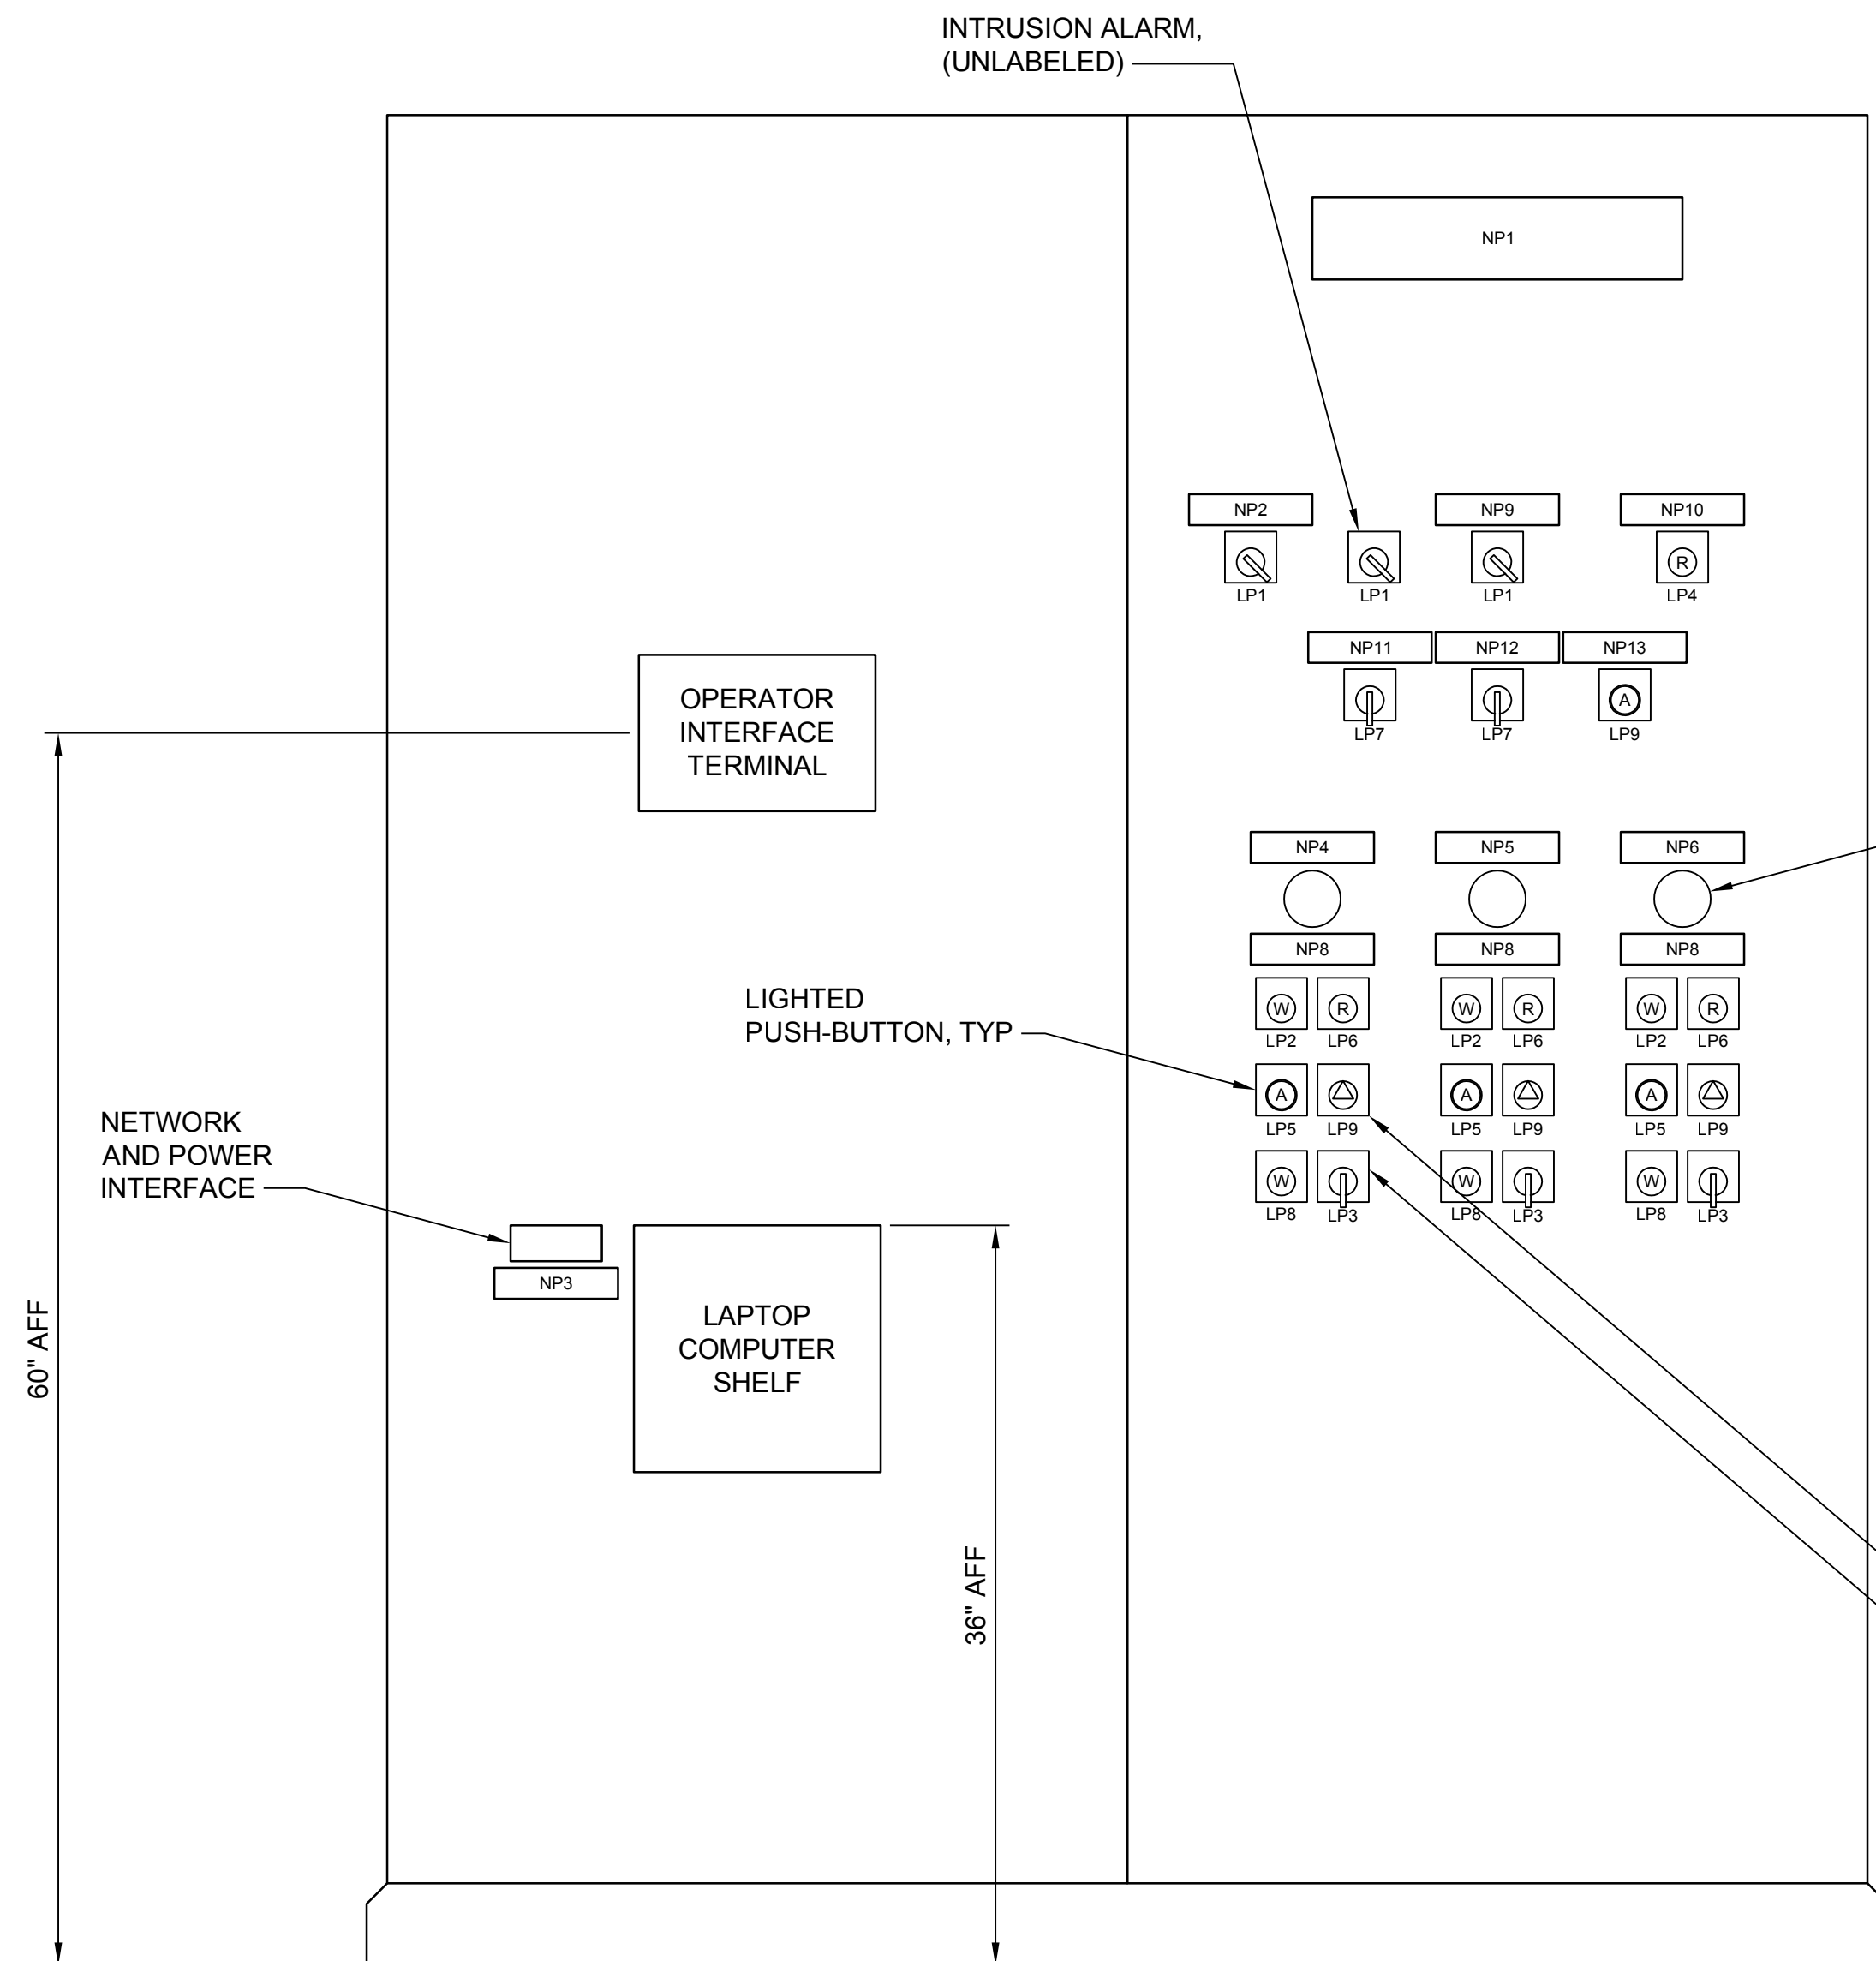 INTRUSION ALARM,
(UNLABELED)
NP1
NP2
NP9
NP10
R
LP1
LP1
LP1
LP4
NP11
NP12
NP13
A
LP7
LP7
LP9
OPERATOR
INTERFACE
TERMINAL
NP4
NP5
NP6
NP8
NP8
NP8
LIGHTED
PUSH-BUTTON, TYP
W
R
W
R
W
R
LP2
LP6
LP2
LP6
LP2
LP6
A
A
A
LP5
LP9
LP5
LP9
LP5
LP9
W
W
W
LP8
LP3
LP8
LP3
LP8
LP3
NETWORK
AND POWER
INTERFACE
NP3
LAPTOP
COMPUTER
SHELF
60" AFF
36" AFF